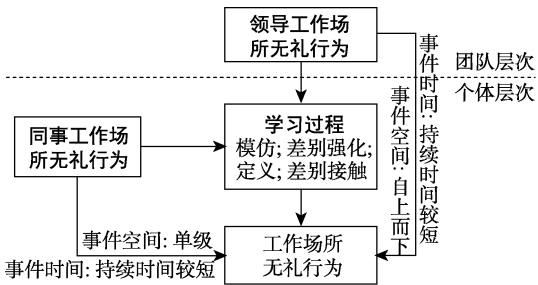 领导工作场
所无礼行为
团队层次
个体层次
事件时间:持续时间较短
事件空间:自上而下
同事工作场
所无礼行为
学习过程
模仿; 差别强化;
定义; 差别接触
事件空间: 单级
事件时间: 持续时间较短
工作场所
无礼行为